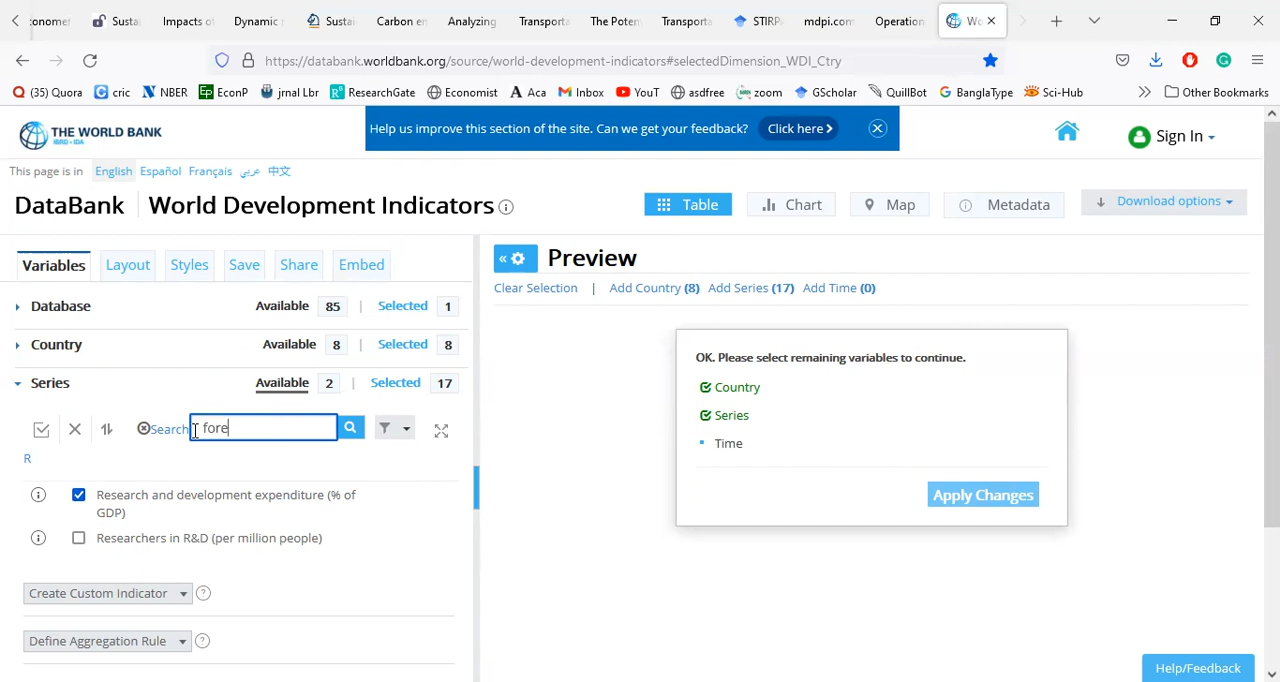 onomer Susta Impacts of Dynamic r Sustai Carbon e Analyzing Transporta The Poten Transporta STIRP mdpi.com Operation Wo
https://databank.worldbank.org/source/world-development-indicators#selectedDimension_WDI_Ctry
(35) Quora cric NBER EconP jrnal Lbr ResearchGate Economist Aca Inbox YouT asdfree zoom GScholar QuillBot BanglaType Sci-Hub Other Bookmarks
THE WORLD BANK
IBRD • IDA
Help us improve this section of the site. Can we get your feedback? Click here
Sign In
This page is in English Español Français عربي 中文
DataBank World Development Indicators
Table Chart Map Metadata Download options
Variables Layout Styles Save Share Embed
« Preview
Clear Selection | Add Country (8) Add Series (17) Add Time (0)
Database Available 85 | Selected 1
Country Available 8 | Selected 8
Series Available 2 | Selected 17
Search fore
R
Research and development expenditure (% of
GDP)
Researchers in R&D (per million people)
Create Custom Indicator ?
Define Aggregation Rule ?
OK. Please select remaining variables to continue.
Country
Series
Time
Apply Changes
Help/Feedback